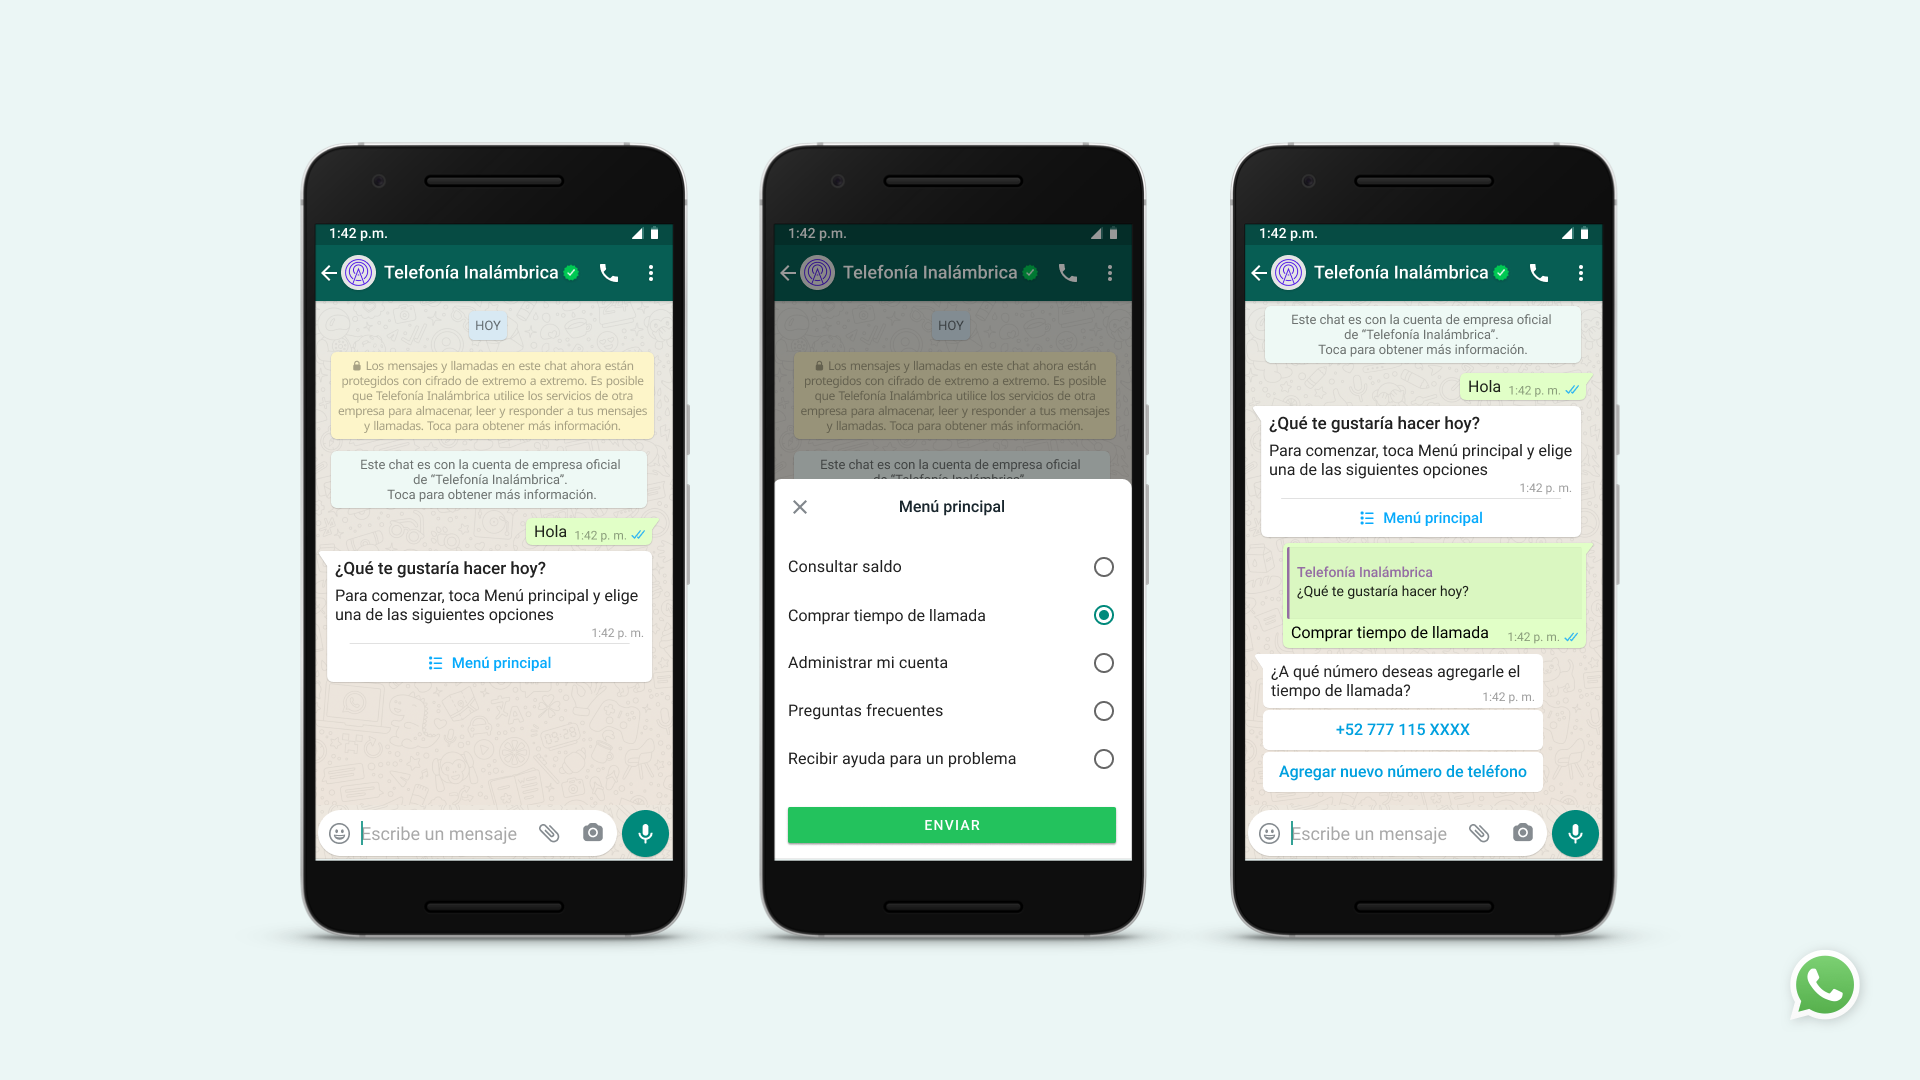 1:42 p.m.
Telefonía Inalámbrica
HOY
Los mensajes y llamadas en este chat ahora están
protegidos con cifrado de extremo a extremo. Es posible
que Telefonía Inalámbrica utilice los servicios de otra
empresa para almacenar, leer y responder a tus mensajes
y llamadas. Toca para obtener más información.
Este chat es con la cuenta de empresa oficial
de “Telefonía Inalámbrica”.
Toca para obtener más información.
Hola 1:42 p. m.
¿Qué te gustaría hacer hoy?
Para comenzar, toca Menú principal y elige
una de las siguientes opciones
1:42 p. m.
Menú principal
Escribe un mensaje
1:42 p.m.
Telefonía Inalámbrica
HOY
Los mensajes y llamadas en este chat ahora están
protegidos con cifrado de extremo a extremo. Es posible
que Telefonía Inalámbrica utilice los servicios de otra
empresa para almacenar, leer y responder a tus mensajes
y llamadas. Toca para obtener más información.
Este chat es con la cuenta de empresa oficial
de “Telefonía Inalámbrica”.
Menú principal
Consultar saldo
Comprar tiempo de llamada
Administrar mi cuenta
Preguntas frecuentes
Recibir ayuda para un problema
ENVIAR
1:42 p.m.
Telefonía Inalámbrica
Este chat es con la cuenta de empresa oficial
de “Telefonía Inalámbrica”.
Toca para obtener más información.
Hola 1:42 p. m.
¿Qué te gustaría hacer hoy?
Para comenzar, toca Menú principal y elige
una de las siguientes opciones
1:42 p. m.
Menú principal
Telefonía Inalámbrica
¿Qué te gustaría hacer hoy?
Comprar tiempo de llamada 1:42 p. m.
¿A qué número deseas agregarle el
tiempo de llamada? 1:42 p. m.
+52 777 115 XXXX
Agregar nuevo número de teléfono
Escribe un mensaje